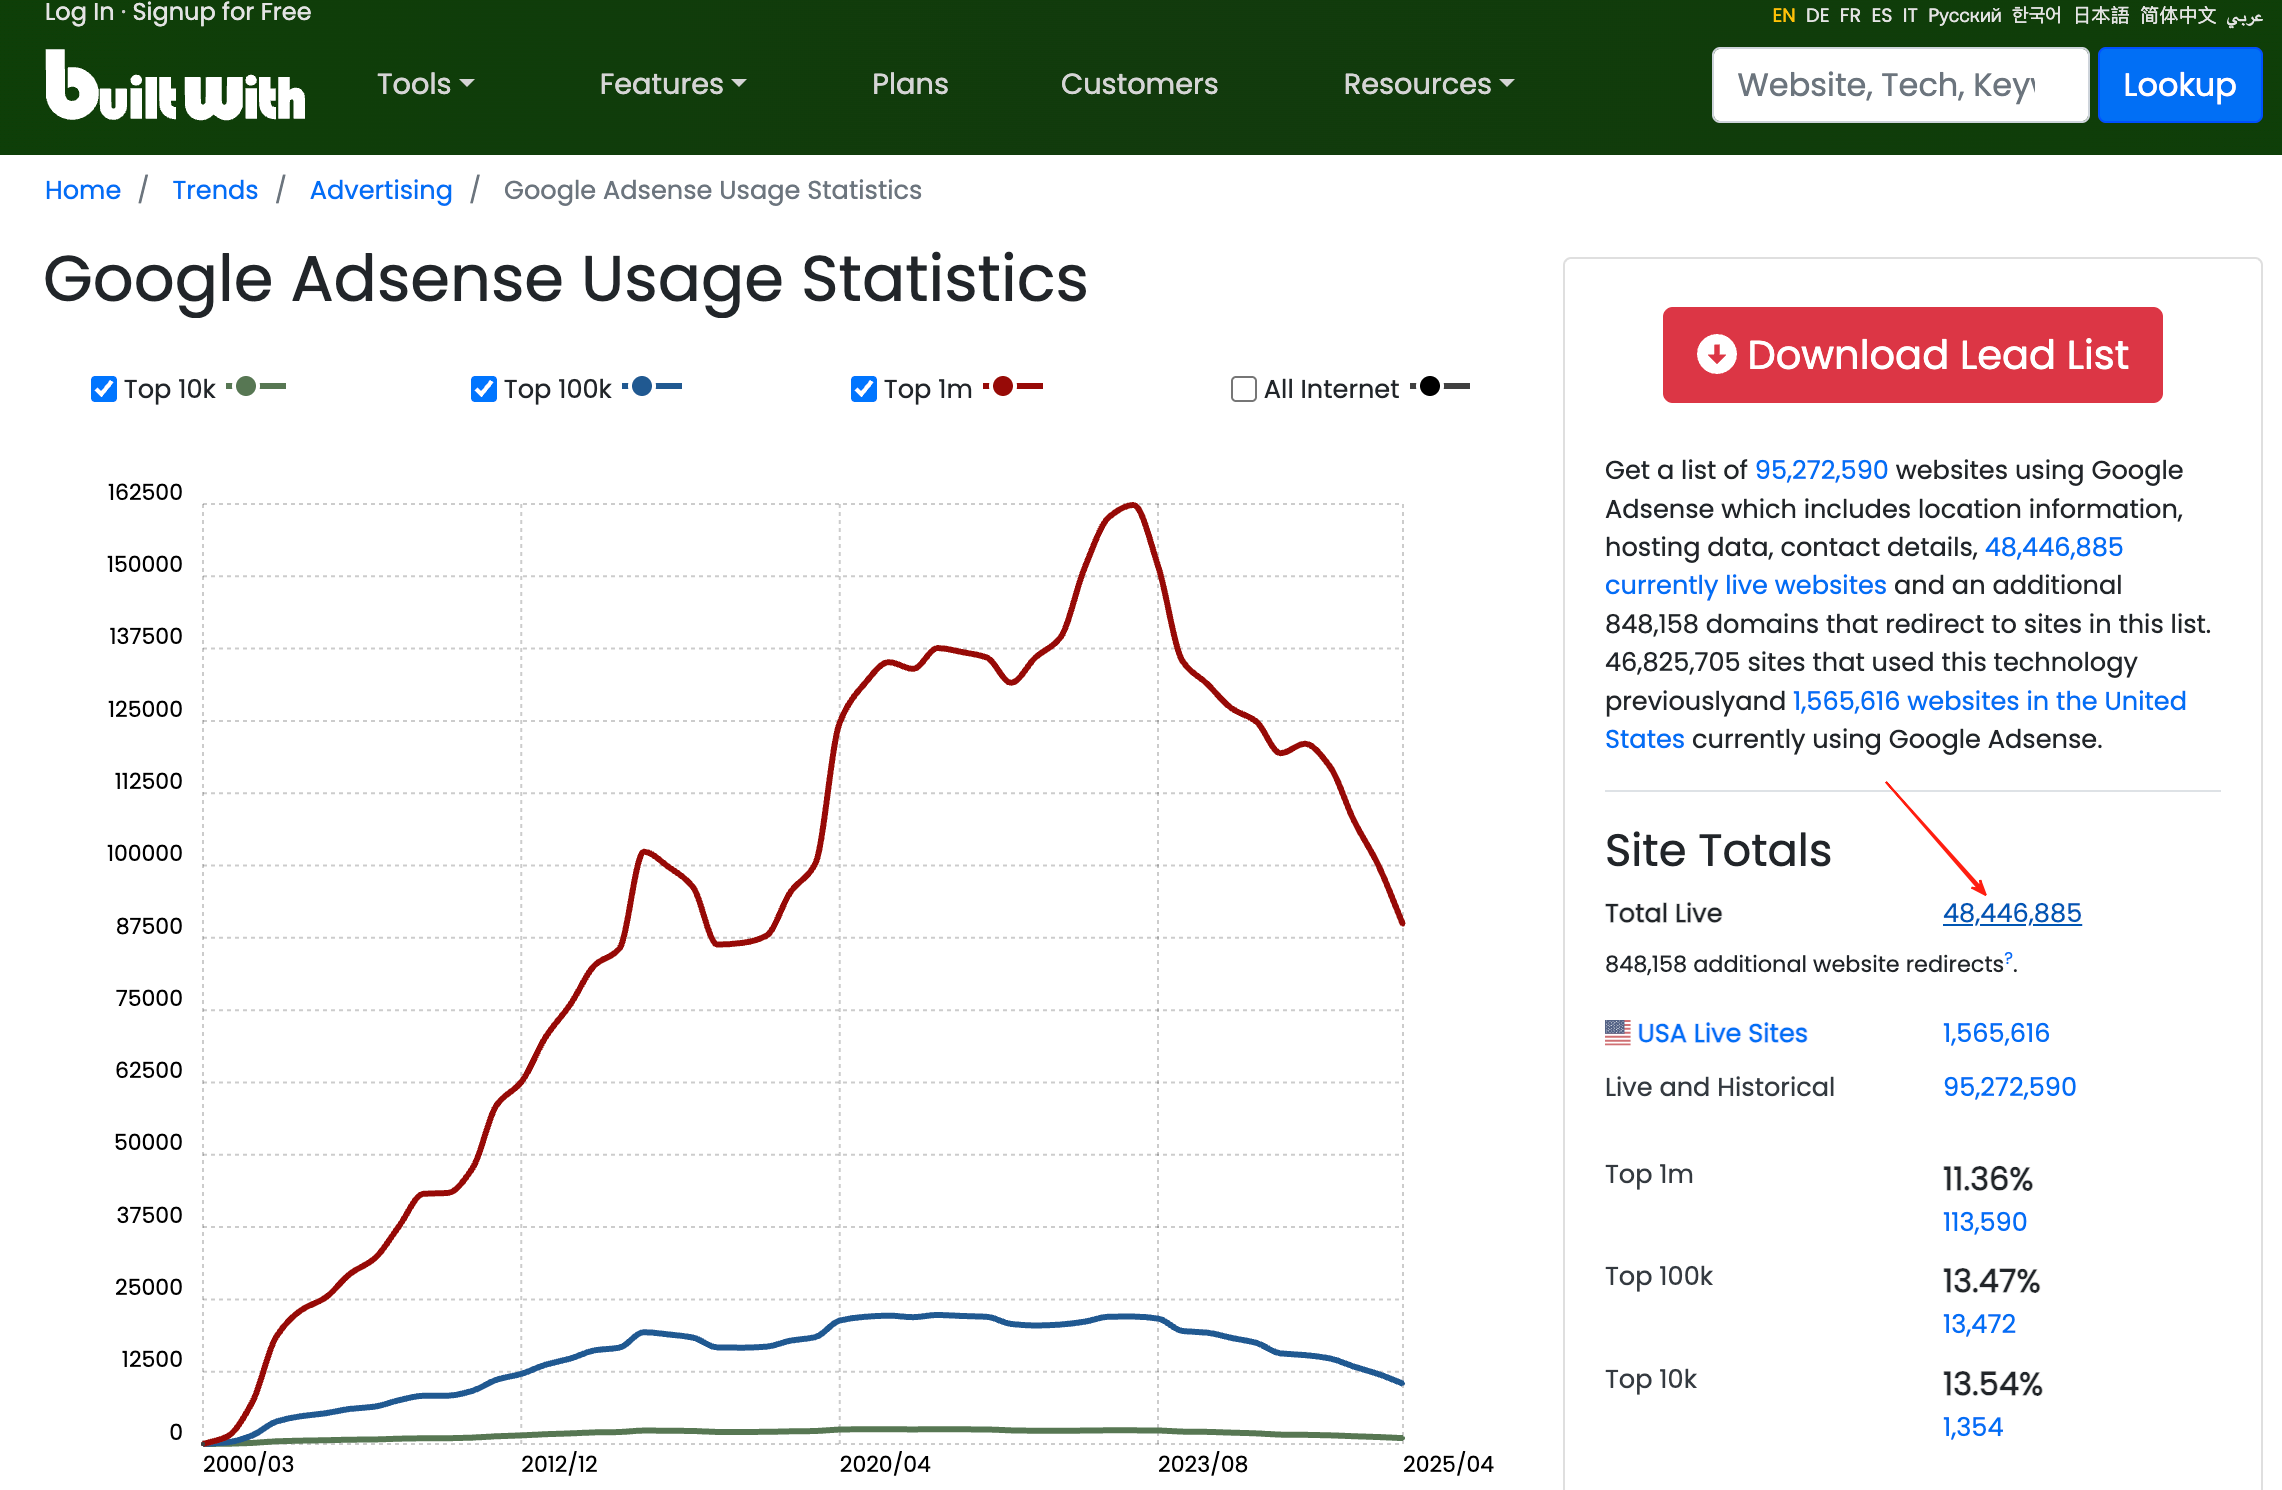 Log In · Signup for Free
EN DE FR ES IT Русский 한국어 日本語 简体中文 عربي
built with
Tools
Features
Plans
Customers
Resources
Website, Tech, Keyw
Lookup
Home / Trends / Advertising / Google Adsense Usage Statistics
Google Adsense Usage Statistics
Top 10k
Top 100k
Top 1m
All Internet
162500
150000
137500
125000
112500
100000
87500
75000
62500
50000
37500
25000
12500
0
2000/03
2012/12
2020/04
2023/08
2025/04
Download Lead List
Get a list of 95,272,590 websites using Google
Adsense which includes location information,
hosting data, contact details, 48,446,885
currently live websites and an additional
848,158 domains that redirect to sites in this list.
46,825,705 sites that used this technology
previouslyand 1,565,616 websites in the United
States currently using Google Adsense.
Site Totals
Total Live 48,446,885
848,158 additional website redirects?.
USA Live Sites 1,565,616
Live and Historical 95,272,590
Top 1m 11.36%
113,590
Top 100k 13.47%
13,472
Top 10k 13.54%
1,354